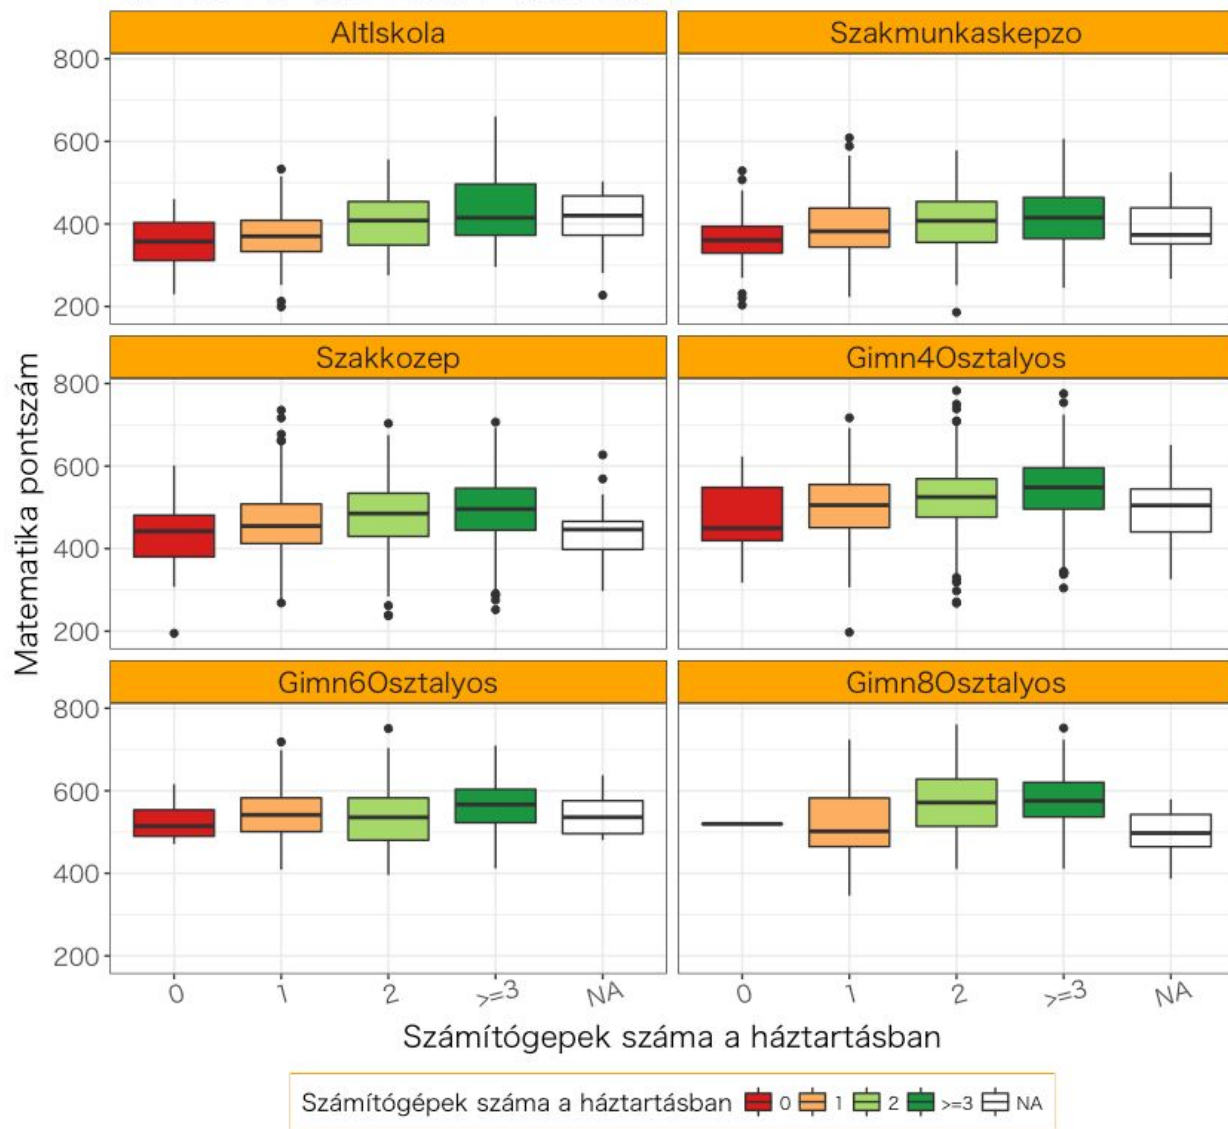 AltIskola Szakmunkaskepzo
800
600
400
200
Szakkozep Gimn4Osztalyos
800
600
400
200
Gimn6Osztalyos Gimn8Osztalyos
800
600
400
200
Matematika pontszám
0 1 2 >=3 NA 0 1 2 >=3 NA
Számítógepek száma a háztartásban
Számítógépek száma a háztartásban 0 1 2 >=3 NA